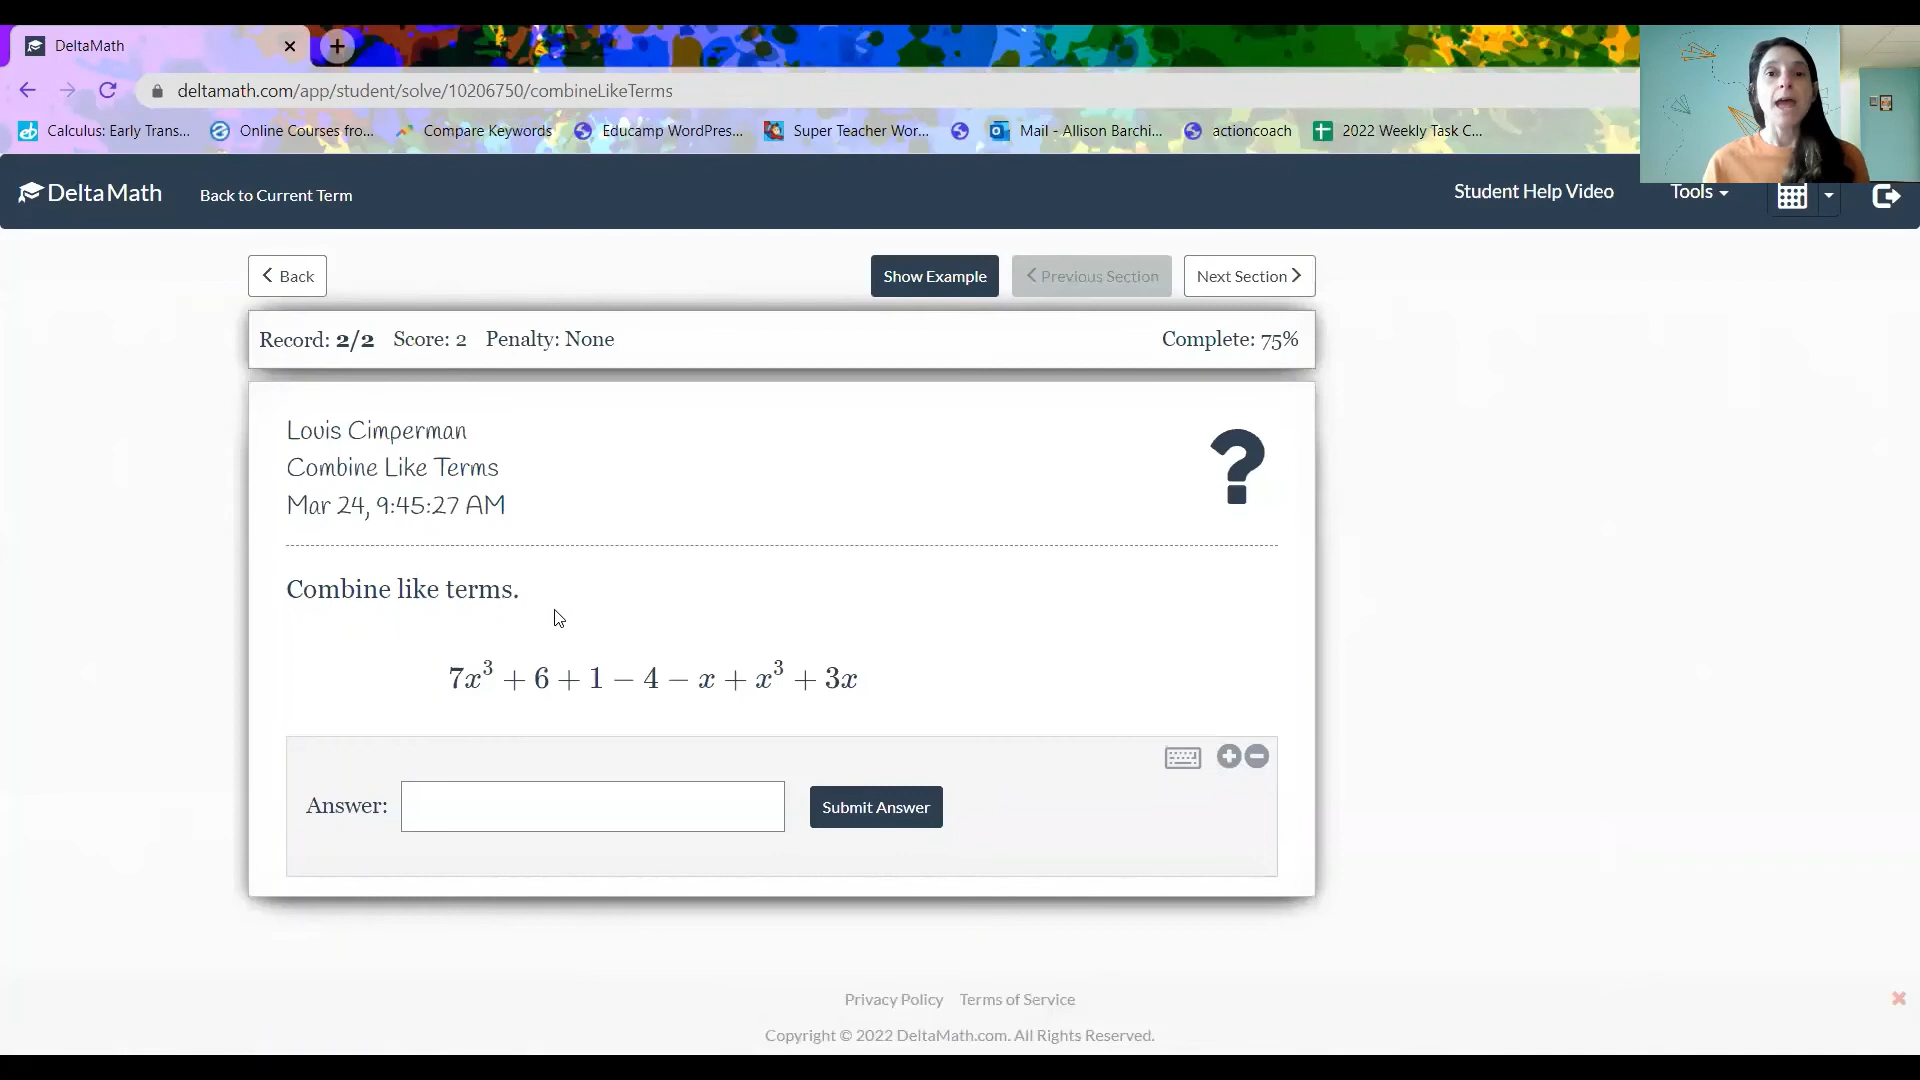 DeltaMath
deltamath.com/app/student/solve/10206750/combineLikeTerms
Calculus: Early Trans... Online Courses fro... Compare Keywords Educamp WordPres... Super Teacher Wor... Mail - Allison Barchi... actioncoach 2022 Weekly Task C...
DeltaMath Back to Current Term Student Help Video Tools
Back Show Example Previous Section Next Section
Record: 2/2 Score: 2 Penalty: None Complete: 75%
Louis Cimperman
Combine Like Terms
Mar 24, 9:45:27 AM
?
Combine like terms.
7x³ + 6 + 1 − 4 − x + x³ + 3x
Answer: Submit Answer
Privacy Policy Terms of Service
Copyright © 2022 DeltaMath.com. All Rights Reserved.